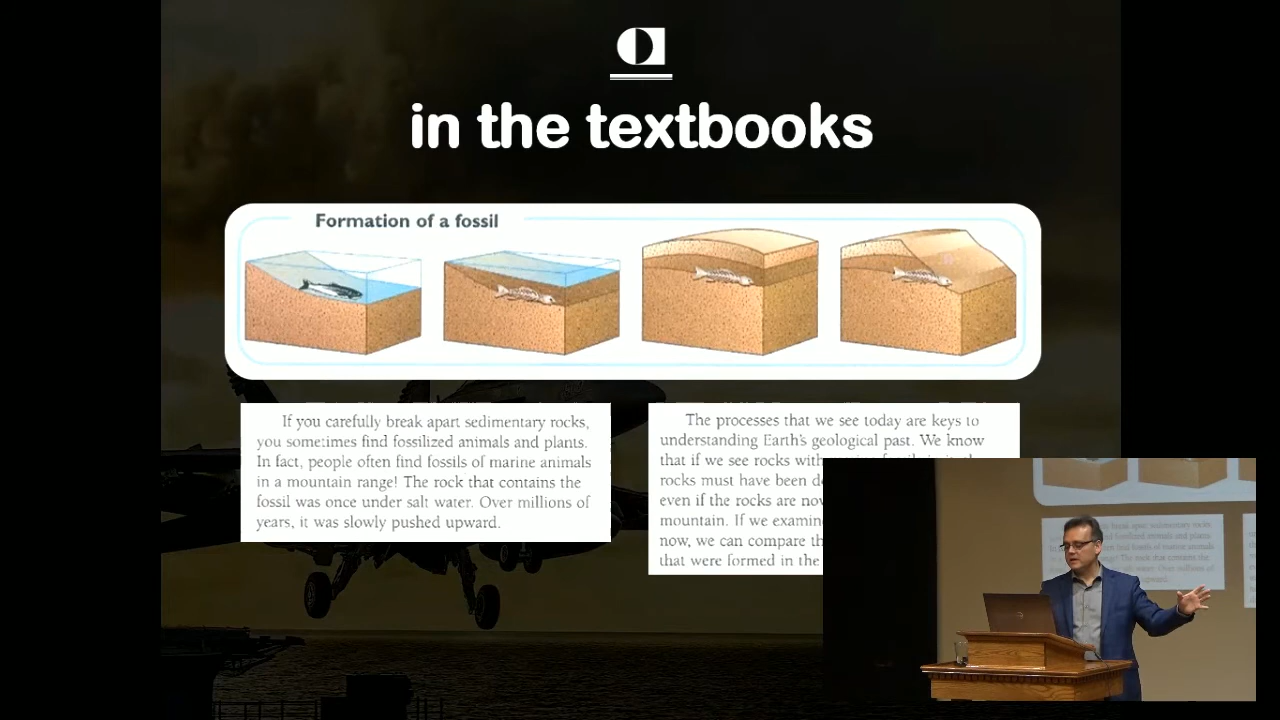 in the textbooks
Formation of a fossil
If you carefully break apart sedimentary rocks,
you sometimes find fossilized animals and plants.
In fact, people often find fossils of marine animals
in a mountain range! The rock that contains the
fossil was once under salt water. Over millions of
years, it was slowly pushed upward.
The processes that we see today are keys to
understanding Earth's geological past. We know
that if we see rocks with
rocks must have been
even if the rocks are
mountain. If we
now, we can compare
that were formed in the